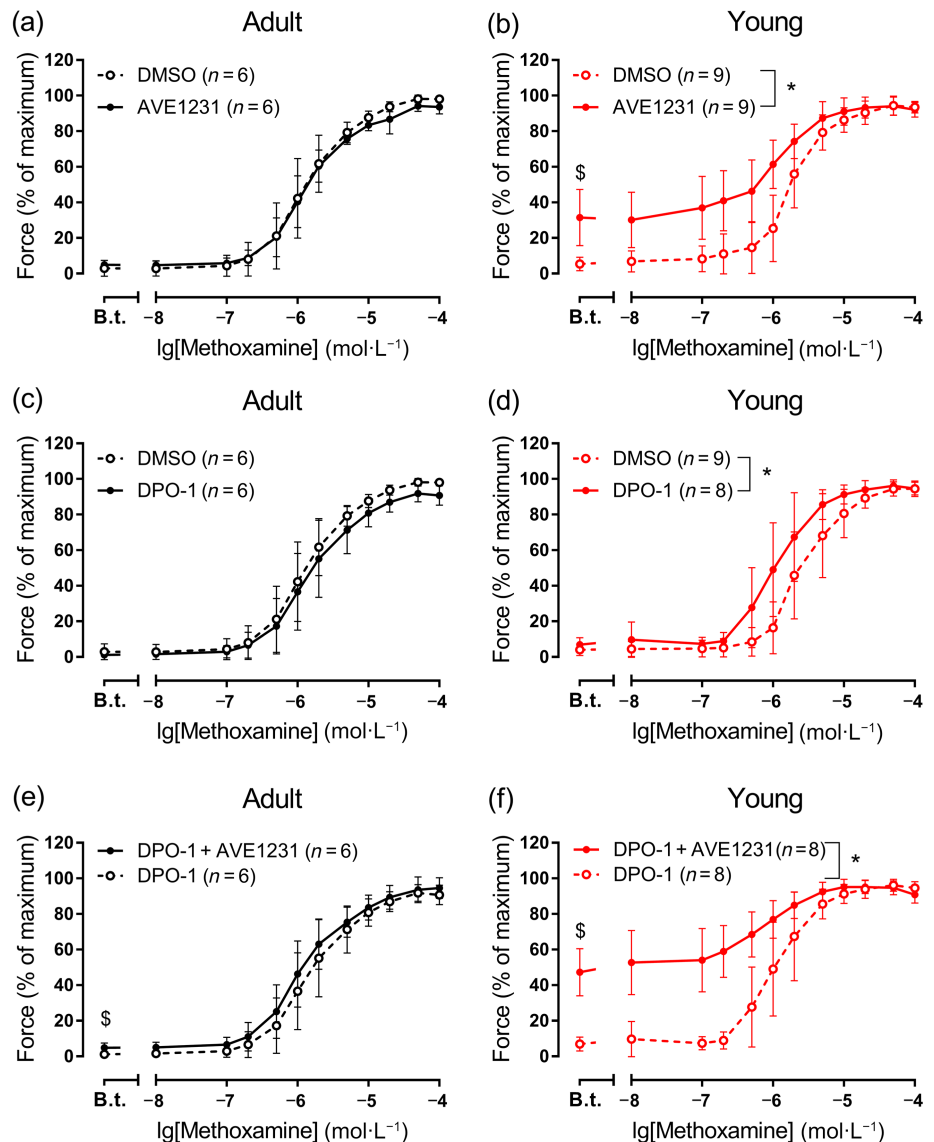 (a) Adult
Force (% of maximum)
120
100
80
60
40
20
0
DMSO (n = 6)
AVE1231 (n = 6)
B.t. −8 −7 −6 −5 −4
lg[Methoxamine] (mol·L⁻¹)
(b) Young
Force (% of maximum)
120
100
80
60
40
20
0
DMSO (n = 9)
AVE1231 (n = 9)
*
$
B.t. −8 −7 −6 −5 −4
lg[Methoxamine] (mol·L⁻¹)
(c) Adult
Force (% of maximum)
120
100
80
60
40
20
0
DMSO (n = 6)
DPO-1 (n = 6)
B.t. −8 −7 −6 −5 −4
lg[Methoxamine] (mol·L⁻¹)
(d) Young
Force (% of maximum)
120
100
80
60
40
20
0
DMSO (n = 9)
DPO-1 (n = 8)
*
B.t. −8 −7 −6 −5 −4
lg[Methoxamine] (mol·L⁻¹)
(e) Adult
Force (% of maximum)
120
100
80
60
40
20
0
DPO-1 + AVE1231 (n = 6)
DPO-1 (n = 6)
$
B.t. −8 −7 −6 −5 −4
lg[Methoxamine] (mol·L⁻¹)
(f) Young
Force (% of maximum)
120
100
80
60
40
20
0
DPO-1 + AVE1231 (n = 8)
DPO-1 (n = 8)
*
$
B.t. −8 −7 −6 −5 −4
lg[Methoxamine] (mol·L⁻¹)